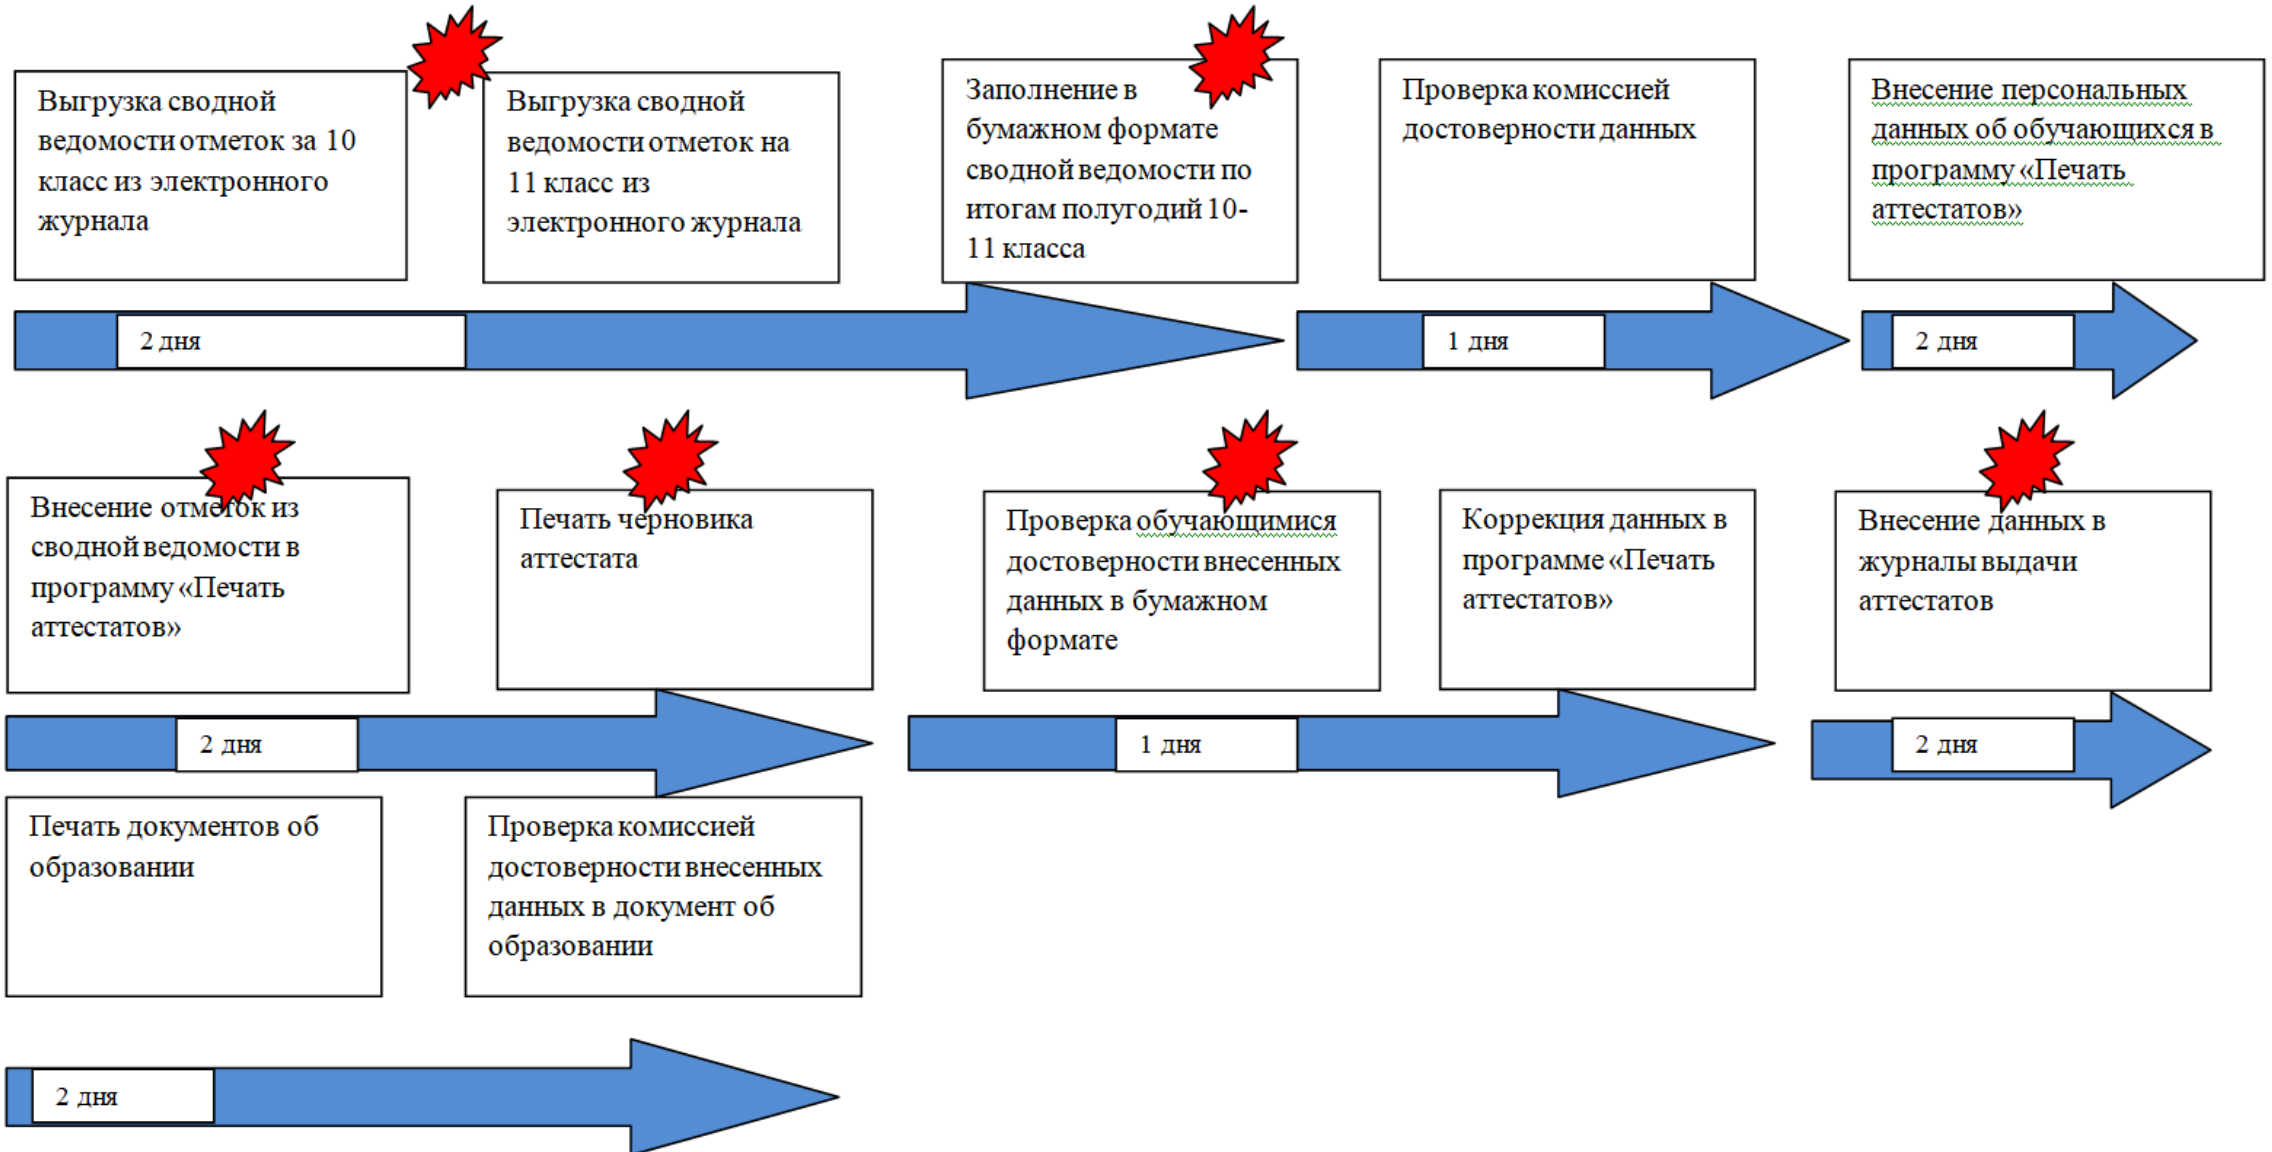 Выгрузка сводной
ведомости отметок за 10
класс из электронного
журнала
Выгрузка сводной
ведомости отметок на
11 класс из
электронного журнала
Заполнение в
бумажном формате
сводной ведомости по
итогам полугодий 10-
11 класса
Проверка комиссией
достоверности данных
Внесение персональных
данных об обучающихся в
программу «Печать
аттестатов»
2 дня
1 дня
2 дня
Внесение отметок из
сводной ведомости в
программу «Печать
аттестатов»
Печать черновика
аттестата
Проверка обучающимися
достоверности внесенных
данных в бумажном
формате
Коррекция данных в
программе «Печать
аттестатов»
Внесение данных в
журналы выдачи
аттестатов
2 дня
1 дня
2 дня
Печать документов об
образовании
Проверка комиссией
достоверности внесенных
данных в документ об
образовании
2 дня